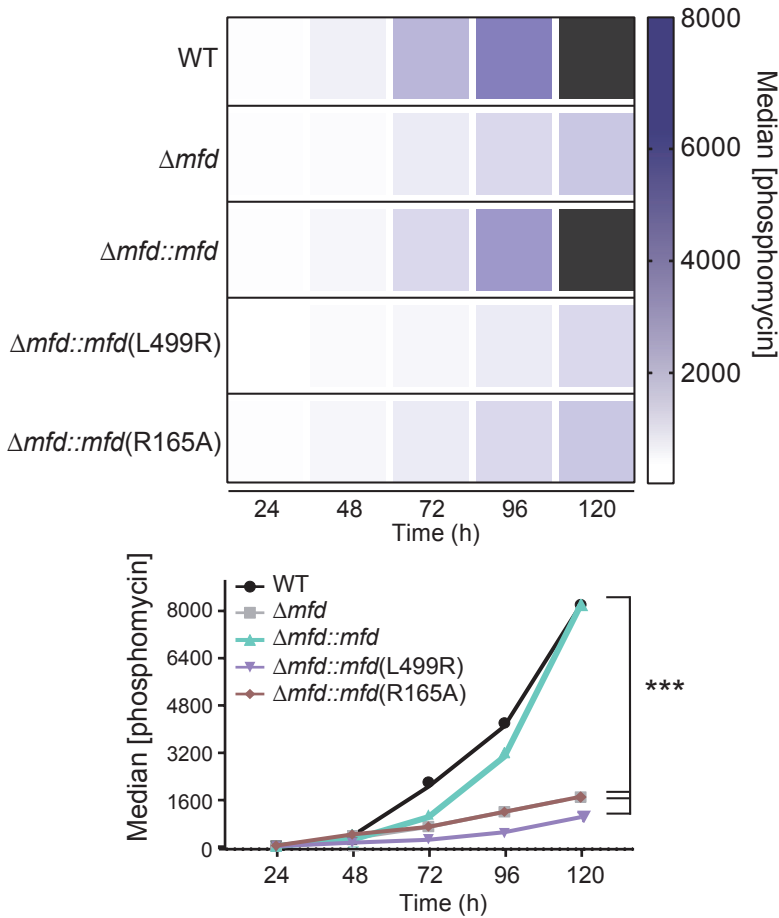 WT
Δmfd
Δmfd::mfd
Δmfd::mfd(L499R)
Δmfd::mfd(R165A)
24 48 72 96 120
Time (h)
8000
6000
4000
2000
Median [phosphomycin]
WT
Δmfd
Δmfd::mfd
Δmfd::mfd(L499R)
Δmfd::mfd(R165A)
Median [phosphomycin]
8000
6400
4800
3200
1600
0
24 48 72 96 120
Time (h)
***